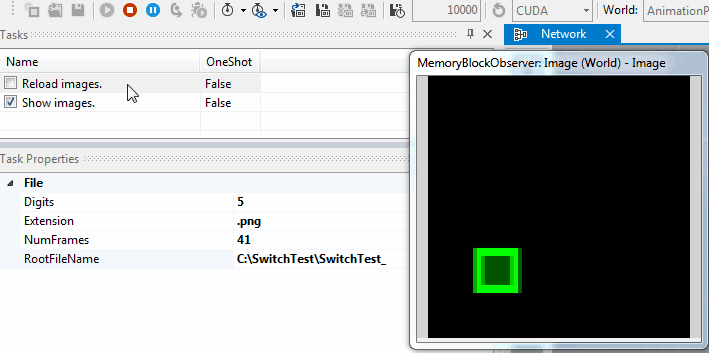 10000 CUDA World: AnimationP
Tasks
Network
Name OneShot
MemoryBlockObserver: Image (World) - Image
Reload images. False
Show images. False
Task Properties
File
Digits 5
Extension .png
NumFrames 41
RootFileName C:\SwitchTest\SwitchTest_